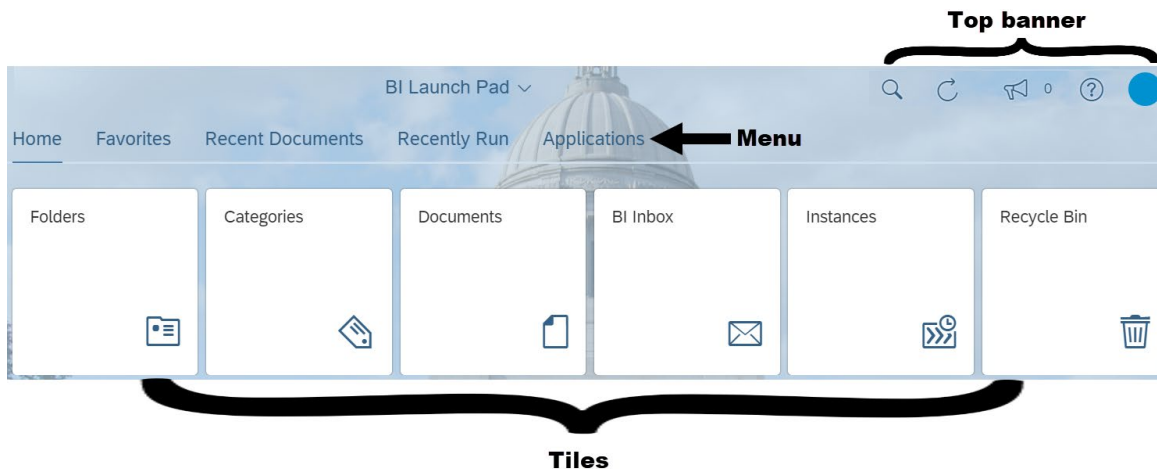 Top banner
BI Launch Pad
0
?
Home Favorites Recent Documents Recently Run Applications Menu
Folders Categories Documents BI Inbox Instances Recycle Bin
Tiles